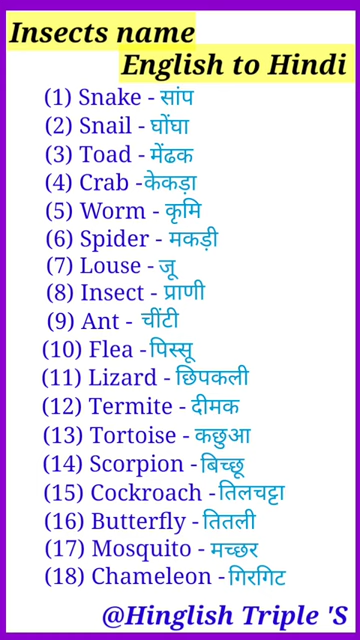 Insects name
English to Hindi
(1) Snake - सांप
(2) Snail - घोंघा
(3) Toad - मेंढक
(4) Crab -केकड़ा
(5) Worm - कृमि
(6) Spider - मकड़ी
(7) Louse - जू
(8) Insect - प्राणी
(9) Ant - चींटी
(10) Flea -पिस्सू
(11) Lizard - छिपकली
(12) Termite - दीमक
(13) Tortoise - कछुआ
(14) Scorpion -बिच्छू
(15) Cockroach -तिलचट्टा
(16) Butterfly -तितली
(17) Mosquito - मच्छर
(18) Chameleon -गिरगिट
@Hinglish Triple 'S